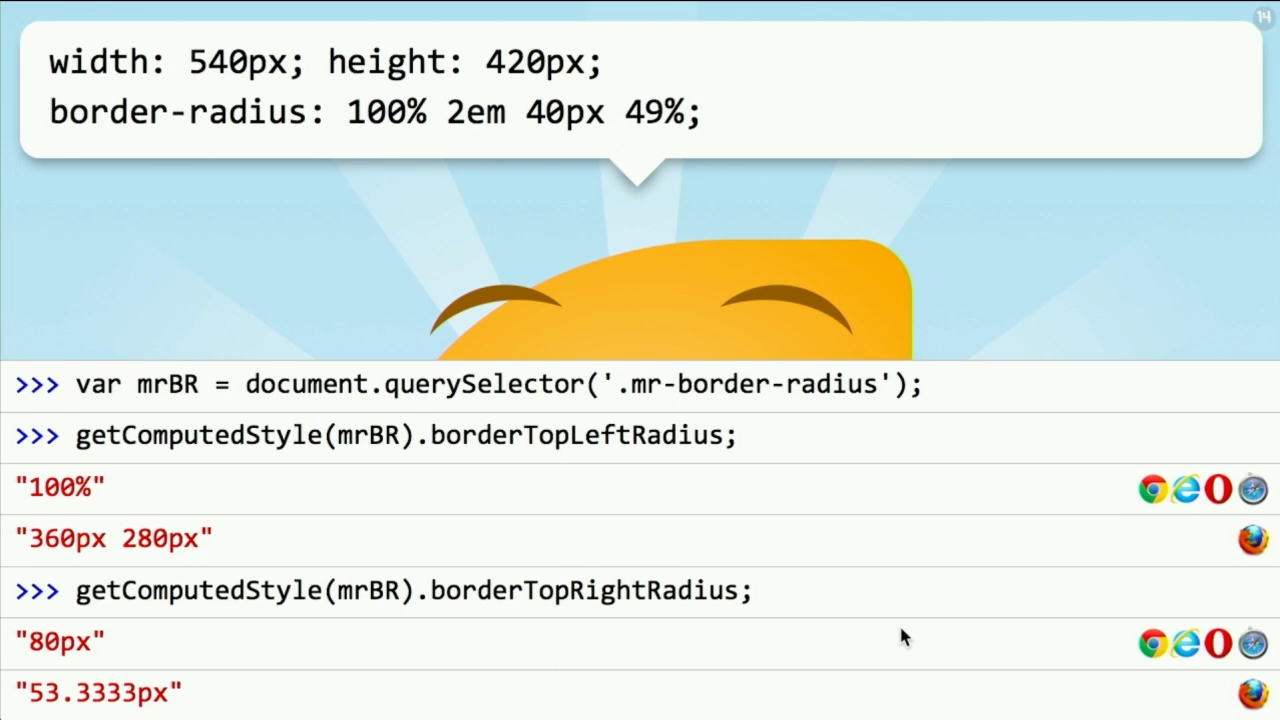 14
width: 540px; height: 420px;
border-radius: 100% 2em 40px 49%;
>>> var mrBR = document.querySelector('.mr-border-radius');
>>> getComputedStyle(mrBR).borderTopLeftRadius;
"100%"
"360px 280px"
>>> getComputedStyle(mrBR).borderTopRightRadius;
"80px"
"53.3333px"